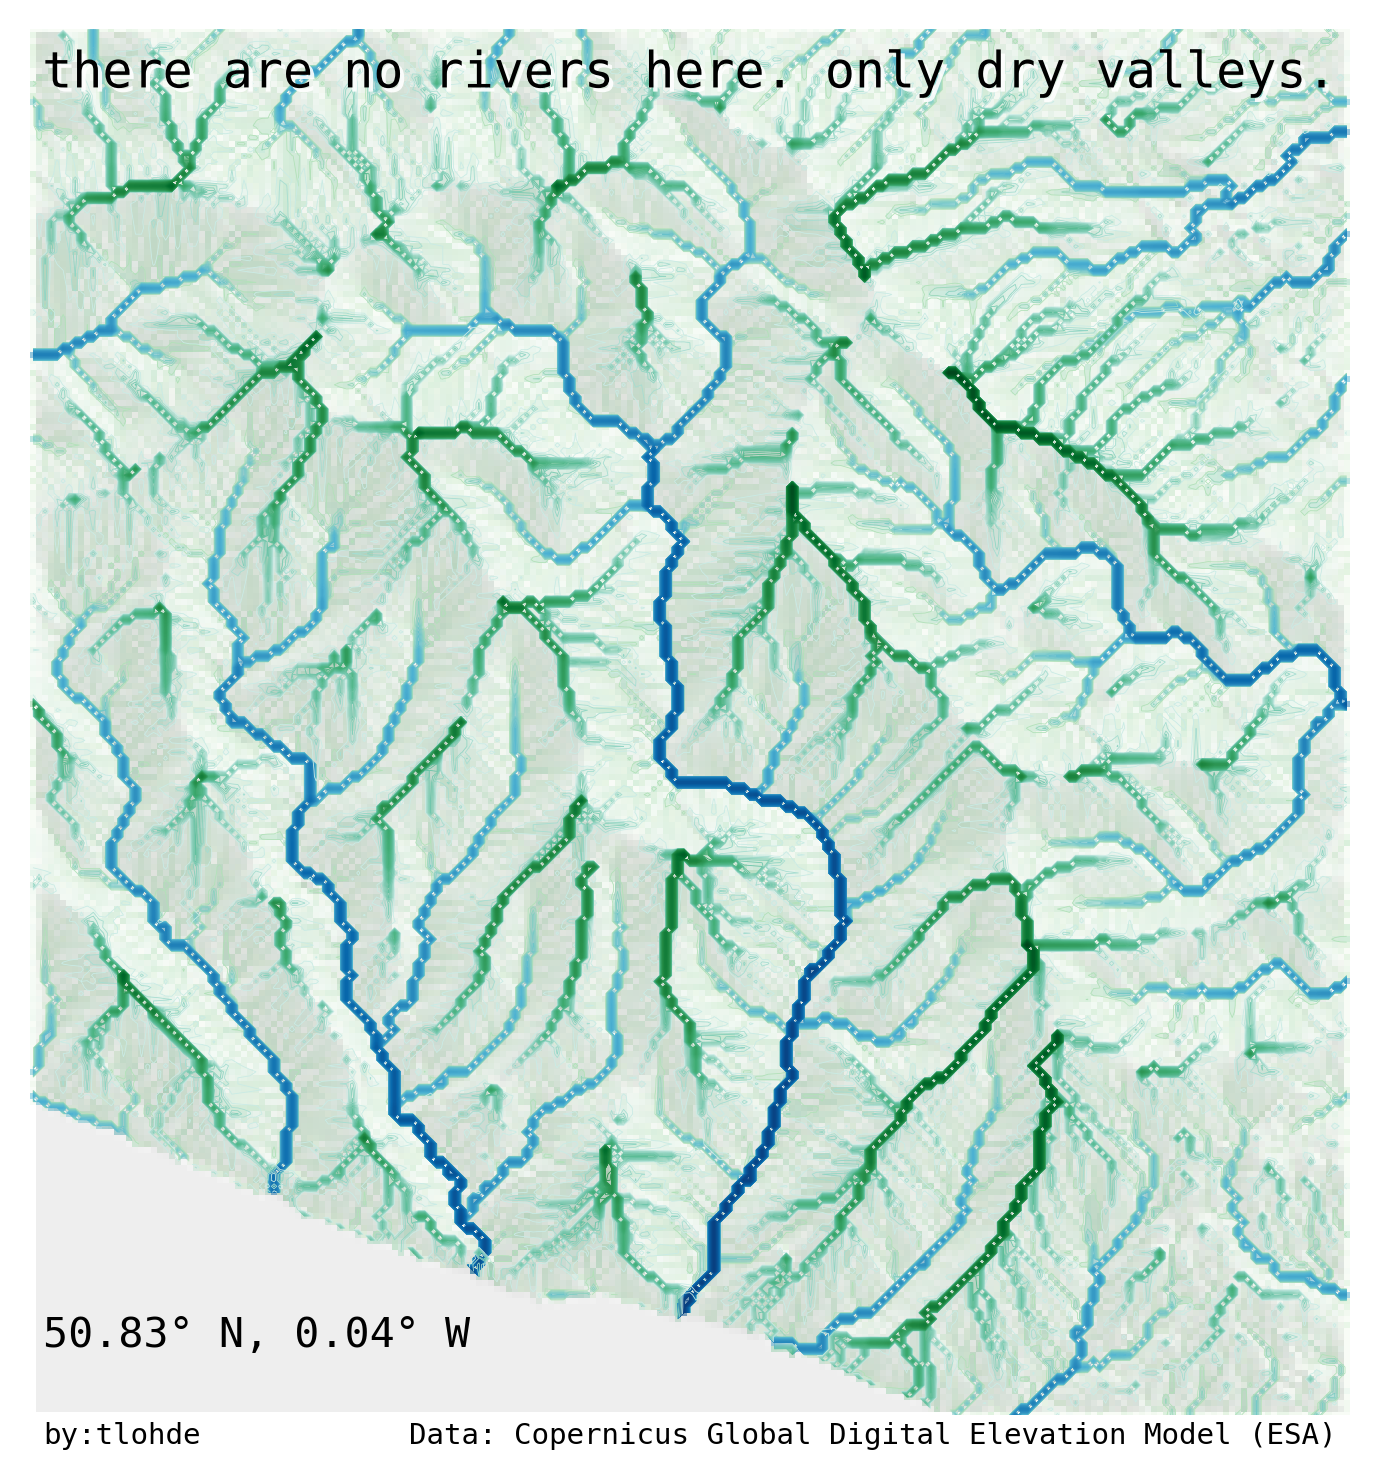 there are no rivers here. only dry valleys.
50.83° N, 0.04° W
by:tlohde
Data: Copernicus Global Digital Elevation Model (ESA)